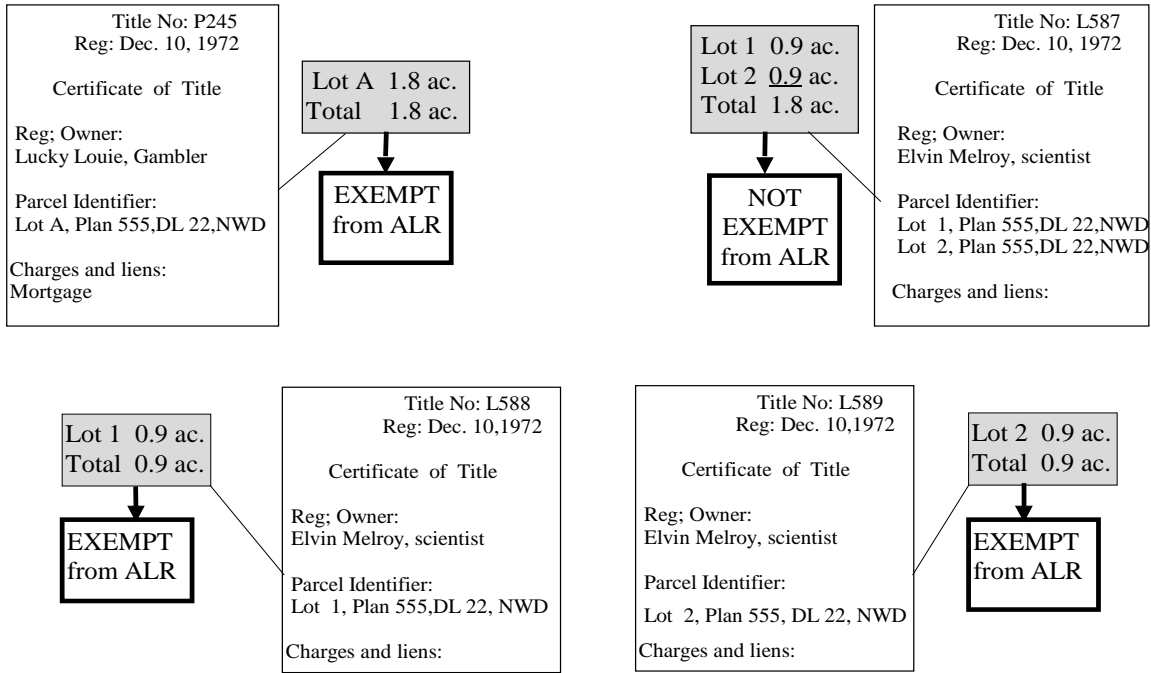 Title No: P245
Reg: Dec. 10, 1972
Certificate of Title
Reg; Owner:
Lucky Louie, Gambler
Parcel Identifier:
Lot A, Plan 555,DL 22,NWD
Charges and liens:
Mortgage
Lot A 1.8 ac.
Total 1.8 ac.
EXEMPT
from ALR
Lot 1 0.9 ac.
Lot 2 0.9 ac.
Total 1.8 ac.
NOT
EXEMPT
from ALR
Title No: L587
Reg: Dec. 10, 1972
Certificate of Title
Reg; Owner:
Elvin Melroy, scientist
Parcel Identifier:
Lot 1, Plan 555,DL 22,NWD
Lot 2, Plan 555,DL 22,NWD
Charges and liens:
Lot 1 0.9 ac.
Total 0.9 ac.
EXEMPT
from ALR
Title No: L588
Reg: Dec. 10,1972
Certificate of Title
Reg; Owner:
Elvin Melroy, scientist
Parcel Identifier:
Lot 1, Plan 555,DL 22, NWD
Charges and liens:
Title No: L589
Reg: Dec. 10,1972
Certificate of Title
Reg; Owner:
Elvin Melroy, scientist
Parcel Identifier:
Lot 2, Plan 555, DL 22, NWD
Charges and liens:
Lot 2 0.9 ac.
Total 0.9 ac.
EXEMPT
from ALR